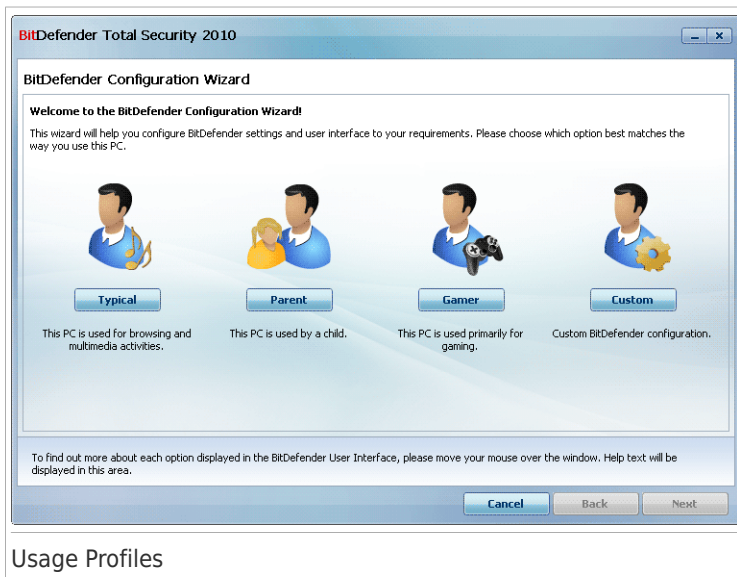 BitDefender Total Security 2010
BitDefender Configuration Wizard
Welcome to the BitDefender Configuration Wizard!
This wizard will help you configure BitDefender settings and user interface to your requirements. Please choose which option best matches the
way you use this PC.
Typical
Parent
Gamer
Custom
This PC is used for browsing and
multimedia activities.
This PC is used by a child.
This PC is used primarily for
gaming.
Custom BitDefender configuration.
To find out more about each option displayed in the BitDefender User Interface, please move your mouse over the window. Help text will be
displayed in this area.
Cancel
Back
Next
Usage Profiles